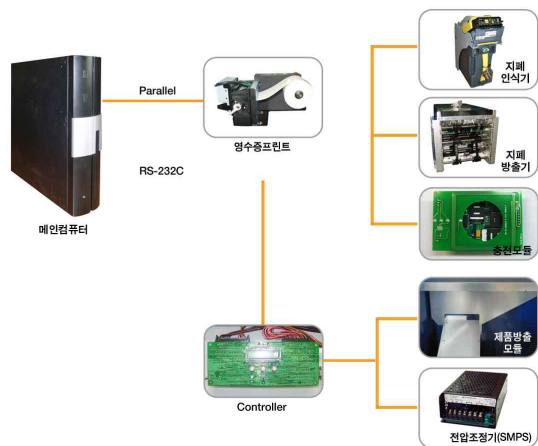 Parallel
RS-232C
메인컴퓨터
영수증프린트
지폐
인식기
지폐
방출기
충전모듈
Controller
제품방출
모듈
전압조정기(SMPS)